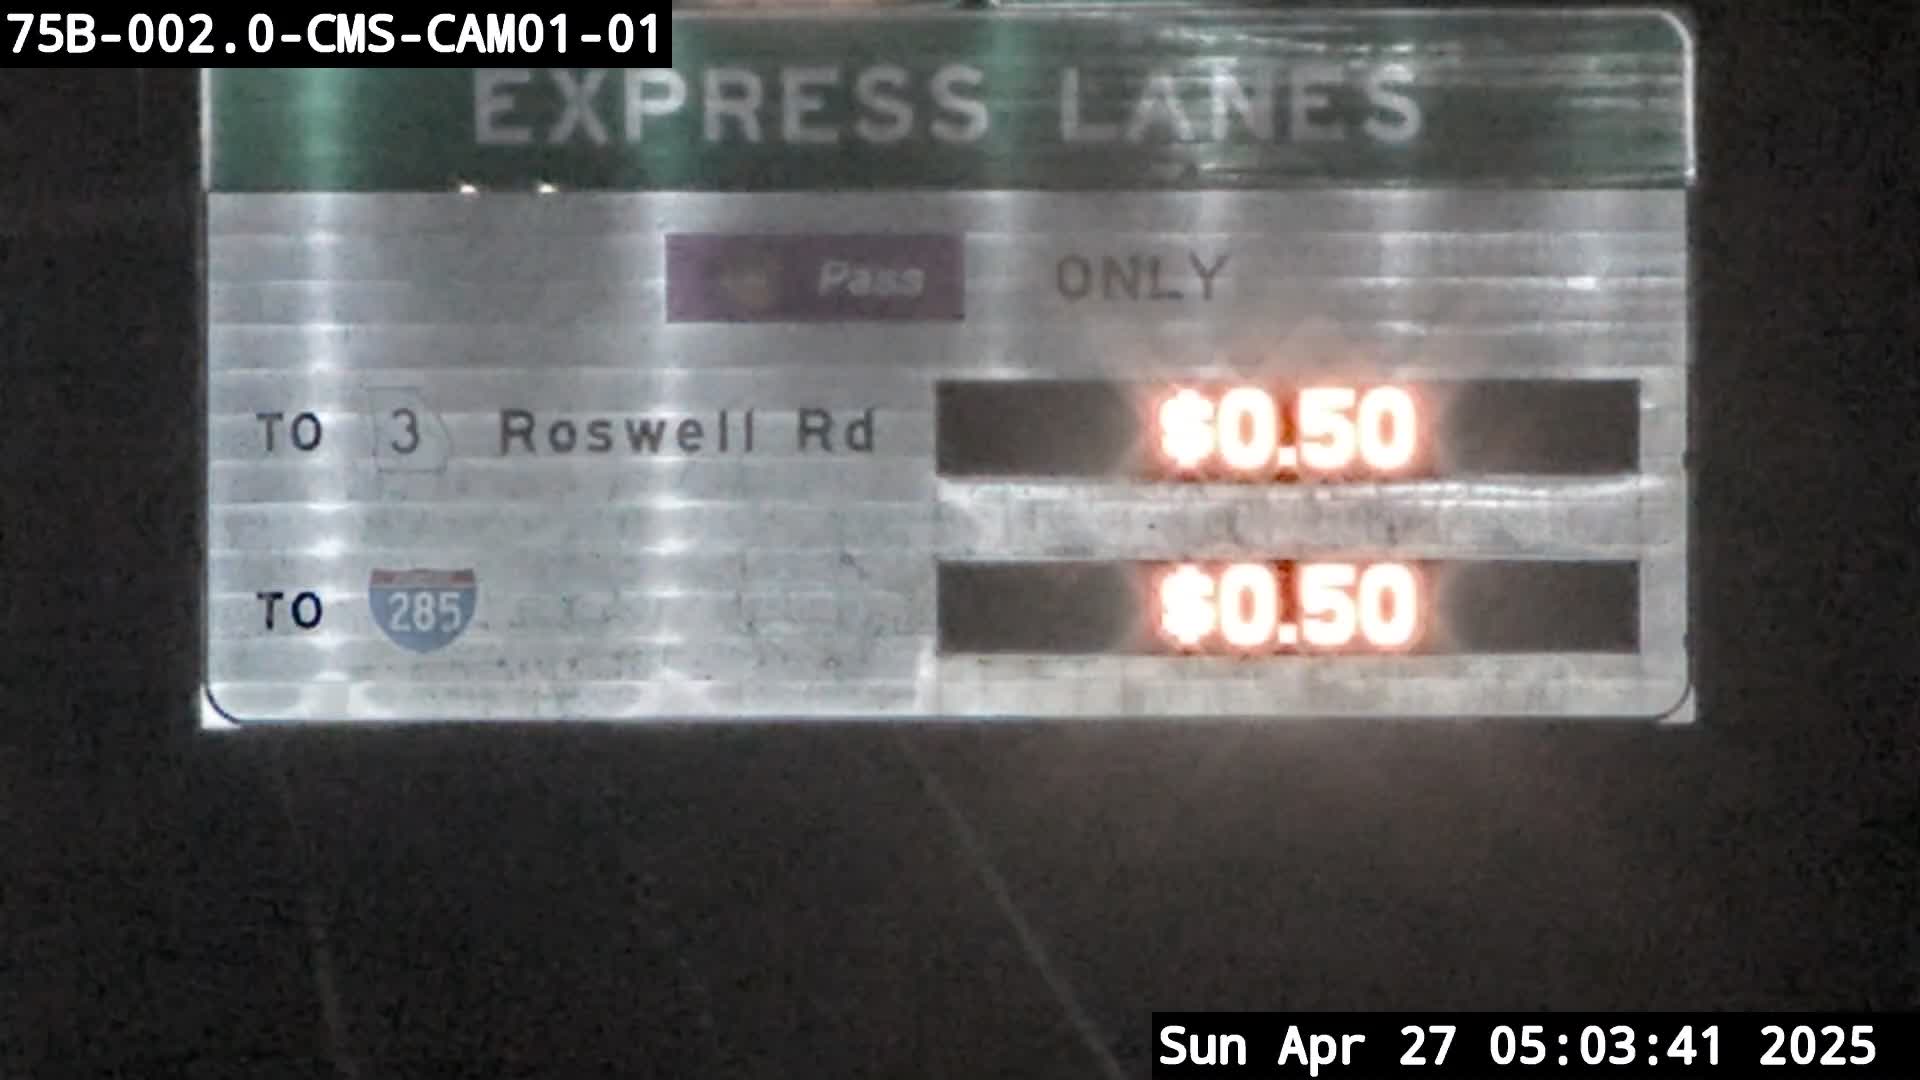 75B-002.0-CMS-CAM01-01
EXPRESS LANES
Pass ONLY
TO 3 Roswell Rd $0.50
TO 285 $0.50
Sun Apr 27 05:03:41 2025